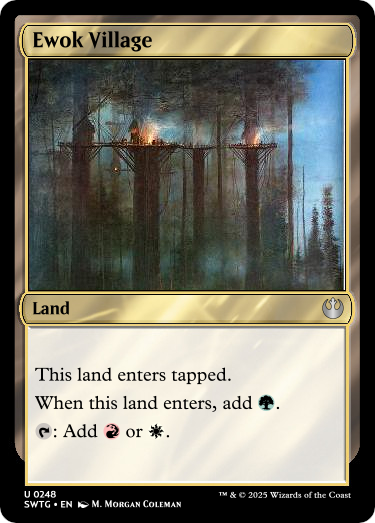 Ewok Village
Land
This land enters tapped.
When this land enters, add {G}.
{T}: Add {R} or {W}.
U 0248
SWTG • EN M. Morgan Coleman
™ & © 2025 Wizards of the Coast